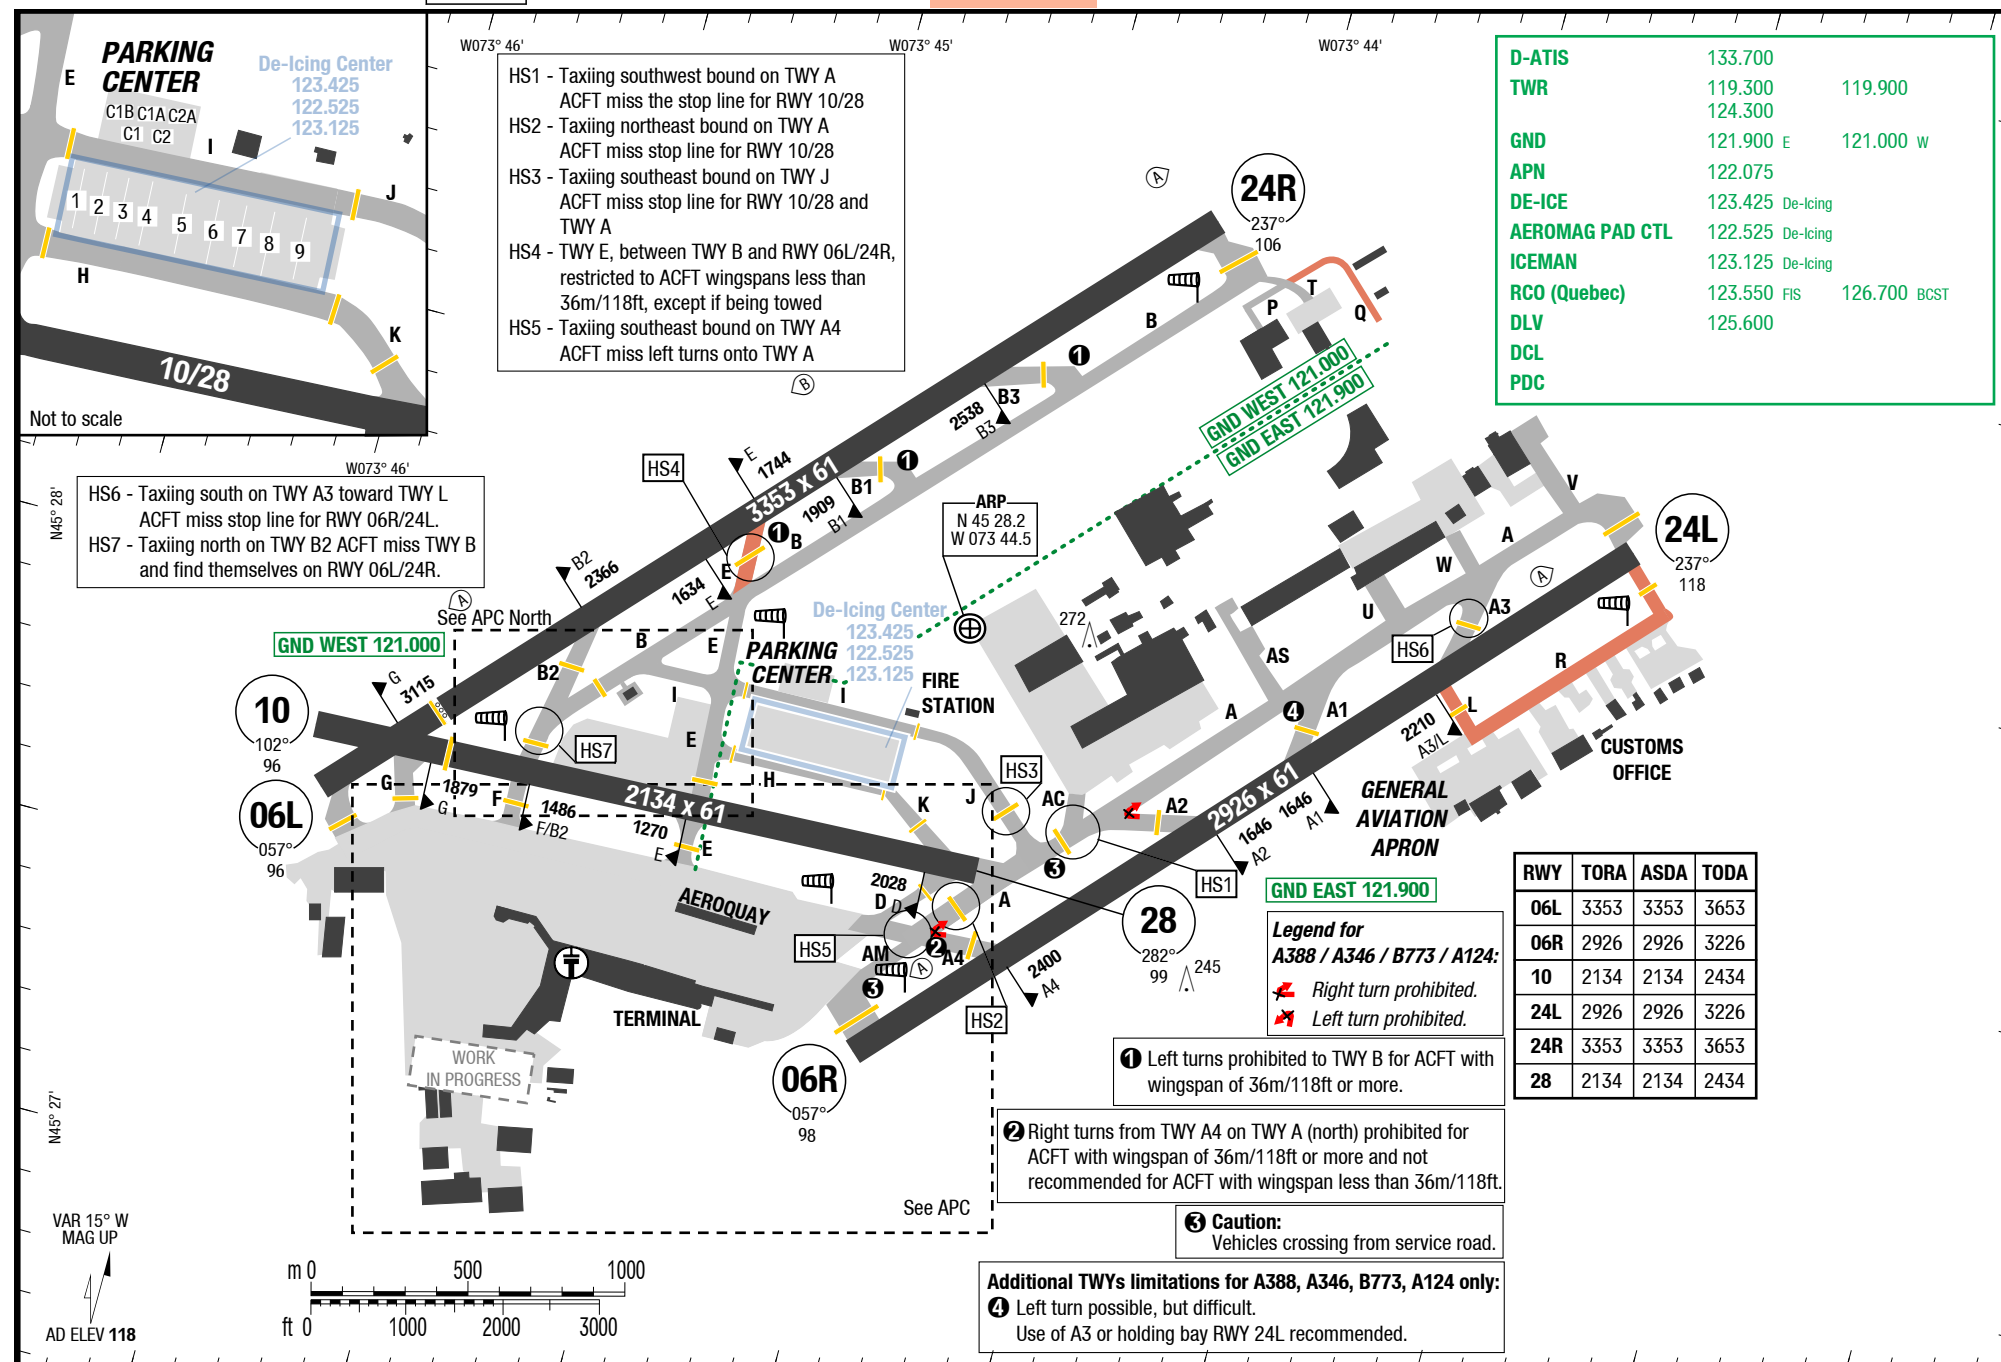 PARKING
CENTER
E
C1B C1A C2A
C1 C2
I
De-Icing Center
123.425
122.525
123.125
J
1 2 3 4 5 6 7 8 9
H
K
10/28
Not to scale
W073° 46'
W073° 45'
W073° 44'
HS1 - Taxiing southwest bound on TWY A
ACFT miss the stop line for RWY 10/28
HS2 - Taxiing northeast bound on TWY A
ACFT miss stop line for RWY 10/28
HS3 - Taxiing southeast bound on TWY J
ACFT miss stop line for RWY 10/28 and
TWY A
HS4 - TWY E, between TWY B and RWY 06L/24R,
restricted to ACFT wingspans less than
36m/118ft, except if being towed
HS5 - Taxiing southeast bound on TWY A4
ACFT miss left turns onto TWY A
D-ATIS 133.700
TWR 119.300 119.900
124.300
GND 121.900 E 121.000 W
APN 122.075
DE-ICE 123.425 De-Icing
AEROMAG PAD CTL 122.525 De-Icing
ICEMAN 123.125 De-Icing
RCO (Quebec) 123.550 FIS 126.700 BCST
DLV 125.600
DCL
PDC
W073° 46'
N45° 28'
HS6 - Taxiing south on TWY A3 toward TWY L
ACFT miss stop line for RWY 06R/24L.
HS7 - Taxiing north on TWY B2 ACFT miss TWY B
and find themselves on RWY 06L/24R.
A
24R
237°
106
B
P
T
Q
B
1
B3
2538
B3
GND WEST 121.000
GND EAST 121.900
HS4
E
1744
3353 x 61
1
B1
1909
B1
1
B
E
1634
E
B2
2366
ARP
N 45 28.2
W 073 44.5
V
A
W
24L
237°
118
A
U
A3
HS6
R
L
2210
A3/L
A
See APC North
GND WEST 121.000
B
E
B2
I
PARKING
CENTER
De-Icing Center
123.425
122.525
123.125
I
FIRE
STATION
272
AS
A
4
A1
G
3115
10
102°
96
HS7
E
H
HS3
J
AC
A2
2926 x 61
1646
A1
1646
A2
CUSTOMS
OFFICE
GENERAL
AVIATION
APRON
06L
057°
96
G
1879
G
F
1486
F/B2
2134 x 61
1270
E
E
K
3
HS1
GND EAST 121.900
2028
D
D
A
AEROQUAY
HS5
AM
2
A4
A
3
2400
A4
28
282°
99
245
HS2
TERMINAL
WORK
IN PROGRESS
06R
057°
98
Legend for
A388 / A346 / B773 / A124:
Right turn prohibited.
Left turn prohibited.
RWY TORA ASDA TODA
06L 3353 3353 3653
06R 2926 2926 3226
10 2134 2134 2434
24L 2926 2926 3226
24R 3353 3353 3653
28 2134 2134 2434
1 Left turns prohibited to TWY B for ACFT with
wingspan of 36m/118ft or more.
2 Right turns from TWY A4 on TWY A (north) prohibited for
ACFT with wingspan of 36m/118ft or more and not
recommended for ACFT with wingspan less than 36m/118ft.
3 Caution:
Vehicles crossing from service road.
Additional TWYs limitations for A388, A346, B773, A124 only:
4 Left turn possible, but difficult.
Use of A3 or holding bay RWY 24L recommended.
See APC
N45° 27'
VAR 15° W
MAG UP
AD ELEV 118
m 0 500 1000
ft 0 1000 2000 3000